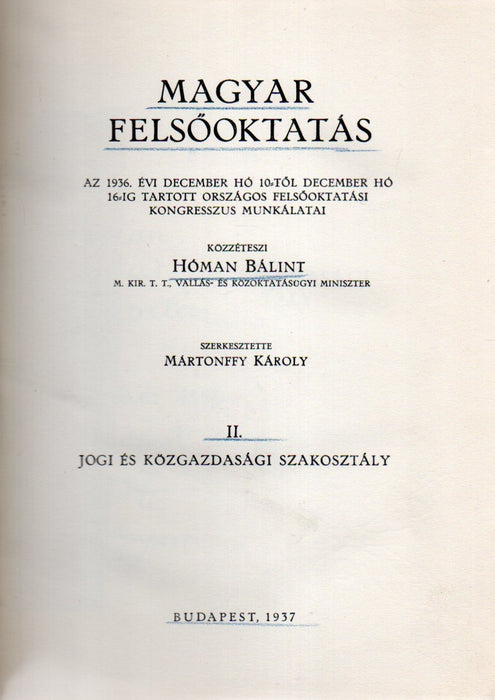 MAGYAR
FELSŐOKTATÁS
AZ 1936. ÉVI DECEMBER HÓ 10-TŐL DECEMBER HÓ
16-IG TARTOTT ORSZÁGOS FELSŐOKTATÁSI
KONGRESSZUS MUNKÁLATAI
KÖZZÉTESZI
HÓMAN BÁLINT
M. KIR. T. T., VALLÁS- ÉS KÖZOKTATÁSÜGYI MINISZTER
SZERKESZTETTE
MÁRTONFFY KÁROLY
II.
JOGI ÉS KÖZGAZDASÁGI SZAKOSZTÁLY
BUDAPEST, 1937